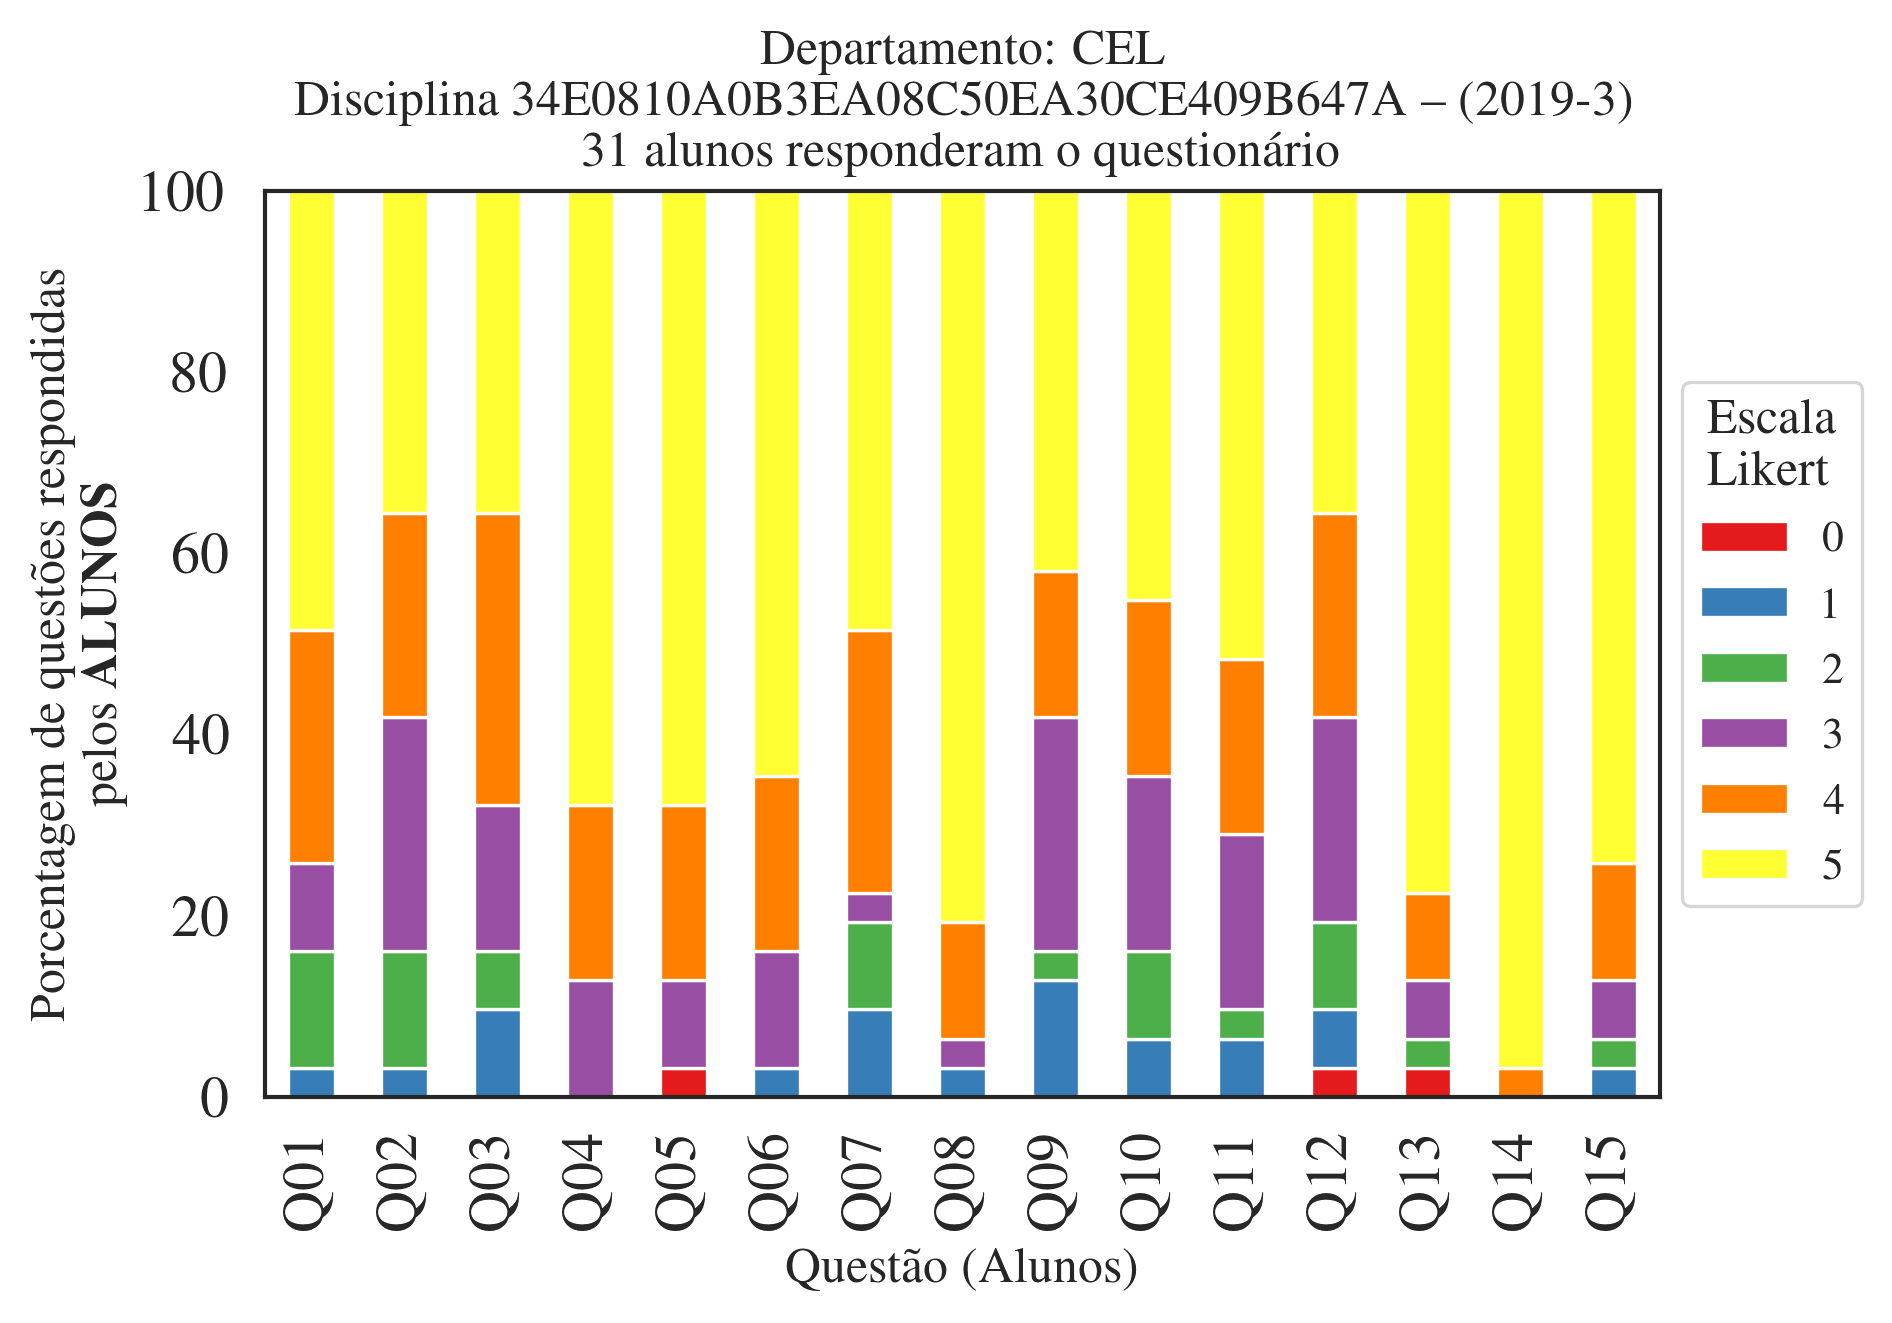 Departamento: CEL
Disciplina 34E0810A0B3EA08C50EA30CE409B647A – (2019-3)
31 alunos responderam o questionário
Porcentagem de questões respondidas
pelos ALUNOS
100
80
60
40
20
0
Q01
Q02
Q03
Q04
Q05
Q06
Q07
Q08
Q09
Q10
Q11
Q12
Q13
Q14
Q15
Questão (Alunos)
Escala
Likert
0
1
2
3
4
5